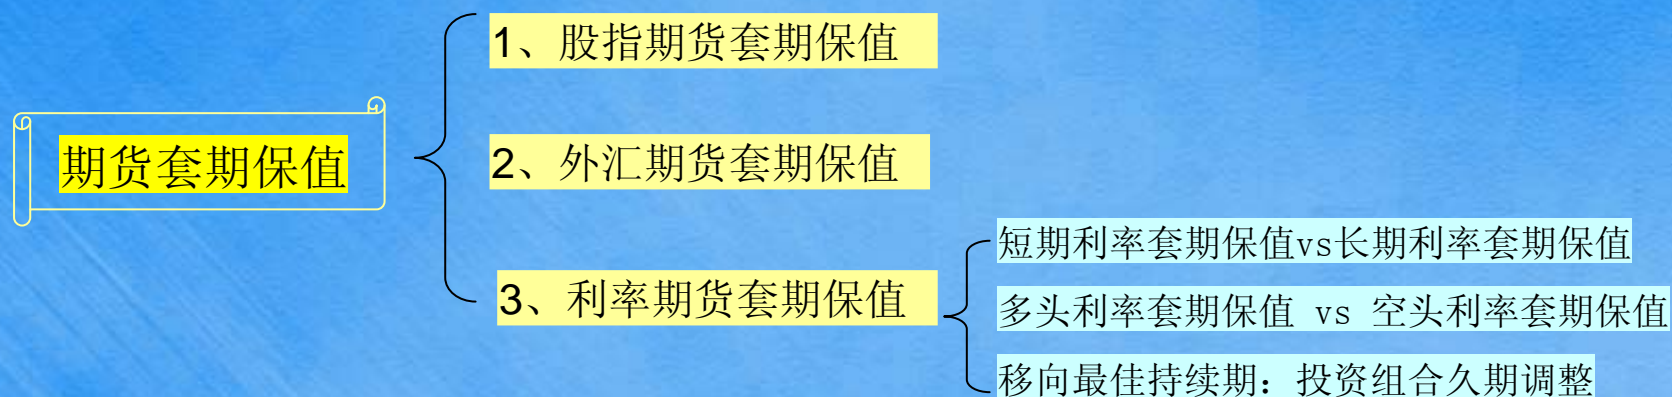 期货套期保值
1、股指期货套期保值
2、外汇期货套期保值
3、利率期货套期保值
短期利率套期保值vs长期利率套期保值
多头利率套期保值 vs 空头利率套期保值
移向最佳持续期：投资组合久期调整